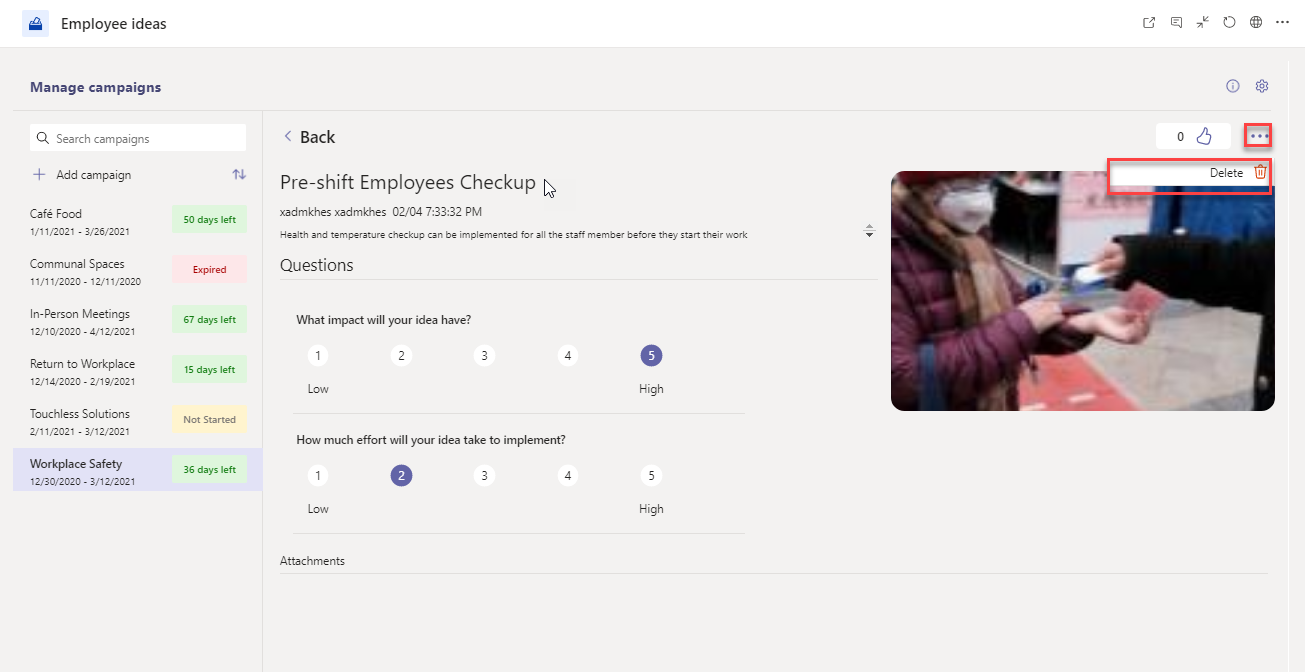 Employee ideas
Manage campaigns
Search campaigns
Add campaign
Café Food
1/11/2021 - 3/26/2021
50 days left
Communal Spaces
11/11/2020 - 12/11/2020
Expired
In-Person Meetings
12/10/2020 - 4/12/2021
67 days left
Return to Workplace
12/14/2020 - 2/19/2021
15 days left
Touchless Solutions
2/11/2021 - 3/12/2021
Not Started
Workplace Safety
12/30/2020 - 3/12/2021
36 days left
Back
0
Delete
Pre-shift Employees Checkup
xadmkhes xadmkhes 02/04 7:33:32 PM
Health and temperature checkup can be implemented for all the staff member before they start their work
Questions
What impact will your idea have?
1 2 3 4 5
Low High
How much effort will your idea take to implement?
1 2 3 4 5
Low High
Attachments